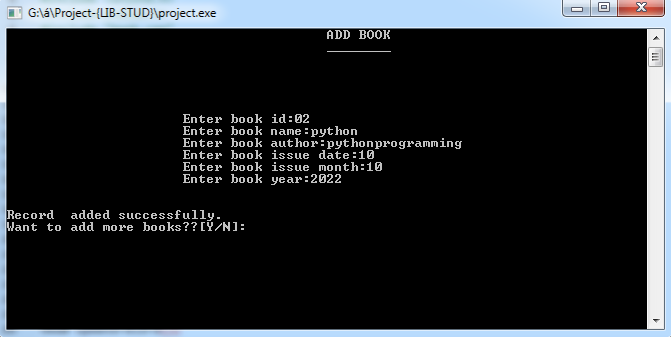 G:\á\Project-{LIB-STUD}\project.exe
ADD BOOK
Enter book id:02
Enter book name:python
Enter book author:pythonprogramming
Enter book issue date:10
Enter book issue month:10
Enter book year:2022
Record  added successfully.
Want to add more books??[Y/N]: